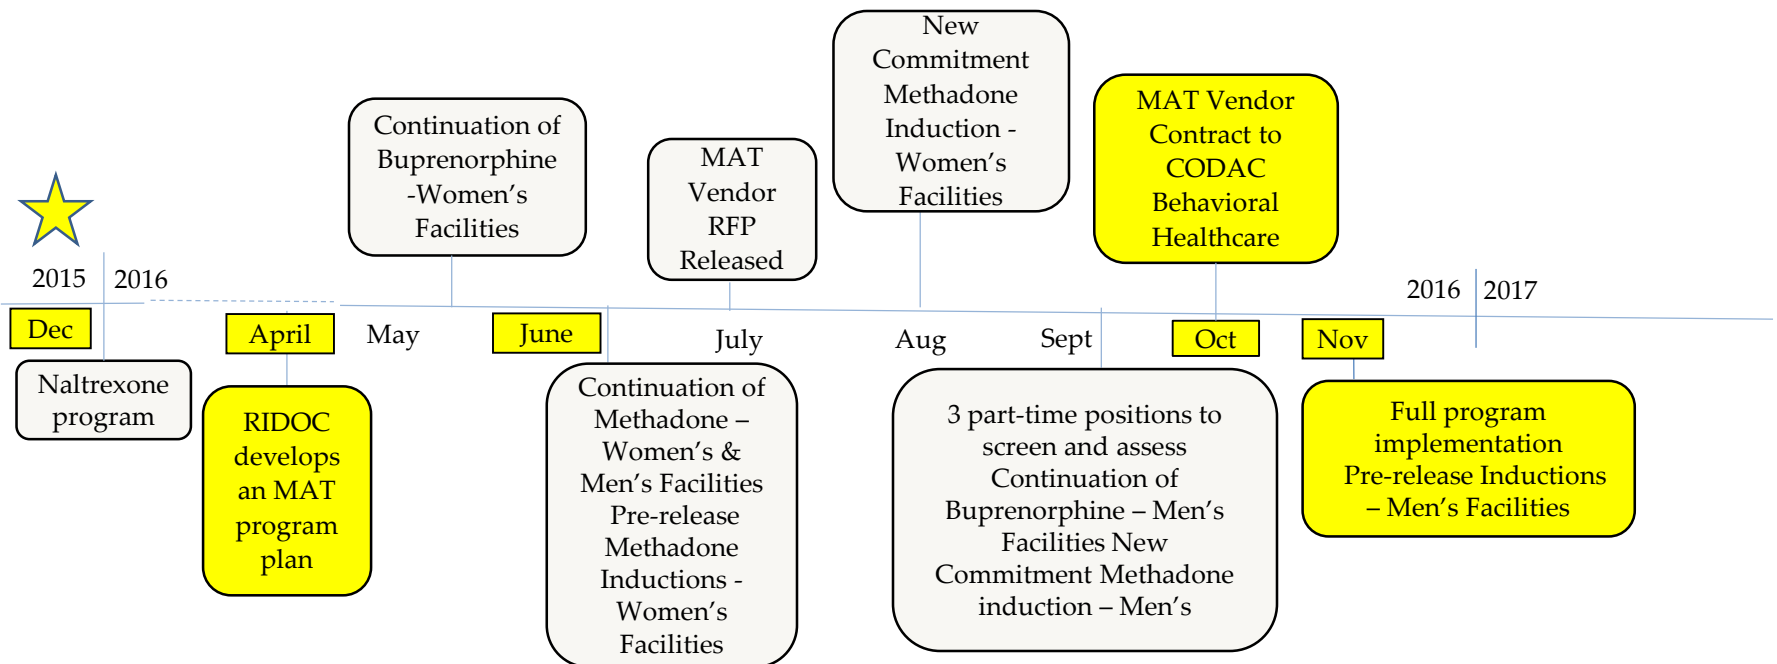 New
Commitment
Methadone
Induction -
Women's
Facilities
MAT Vendor
Contract to
CODAC
Behavioral
Healthcare
Continuation of
Buprenorphine
-Women's
Facilities
MAT
Vendor
RFP
Released
2015 2016
2016 2017
Dec
April
May
June
July
Aug
Sept
Oct
Nov
Naltrexone
program
RIDOC
develops
an MAT
program
plan
Continuation of
Methadone –
Women's &
Men's Facilities
Pre-release
Methadone
Inductions -
Women's
Facilities
3 part-time positions to
screen and assess
Continuation of
Buprenorphine – Men's
Facilities New
Commitment Methadone
induction – Men's
Full program
implementation
Pre-release Inductions
– Men's Facilities